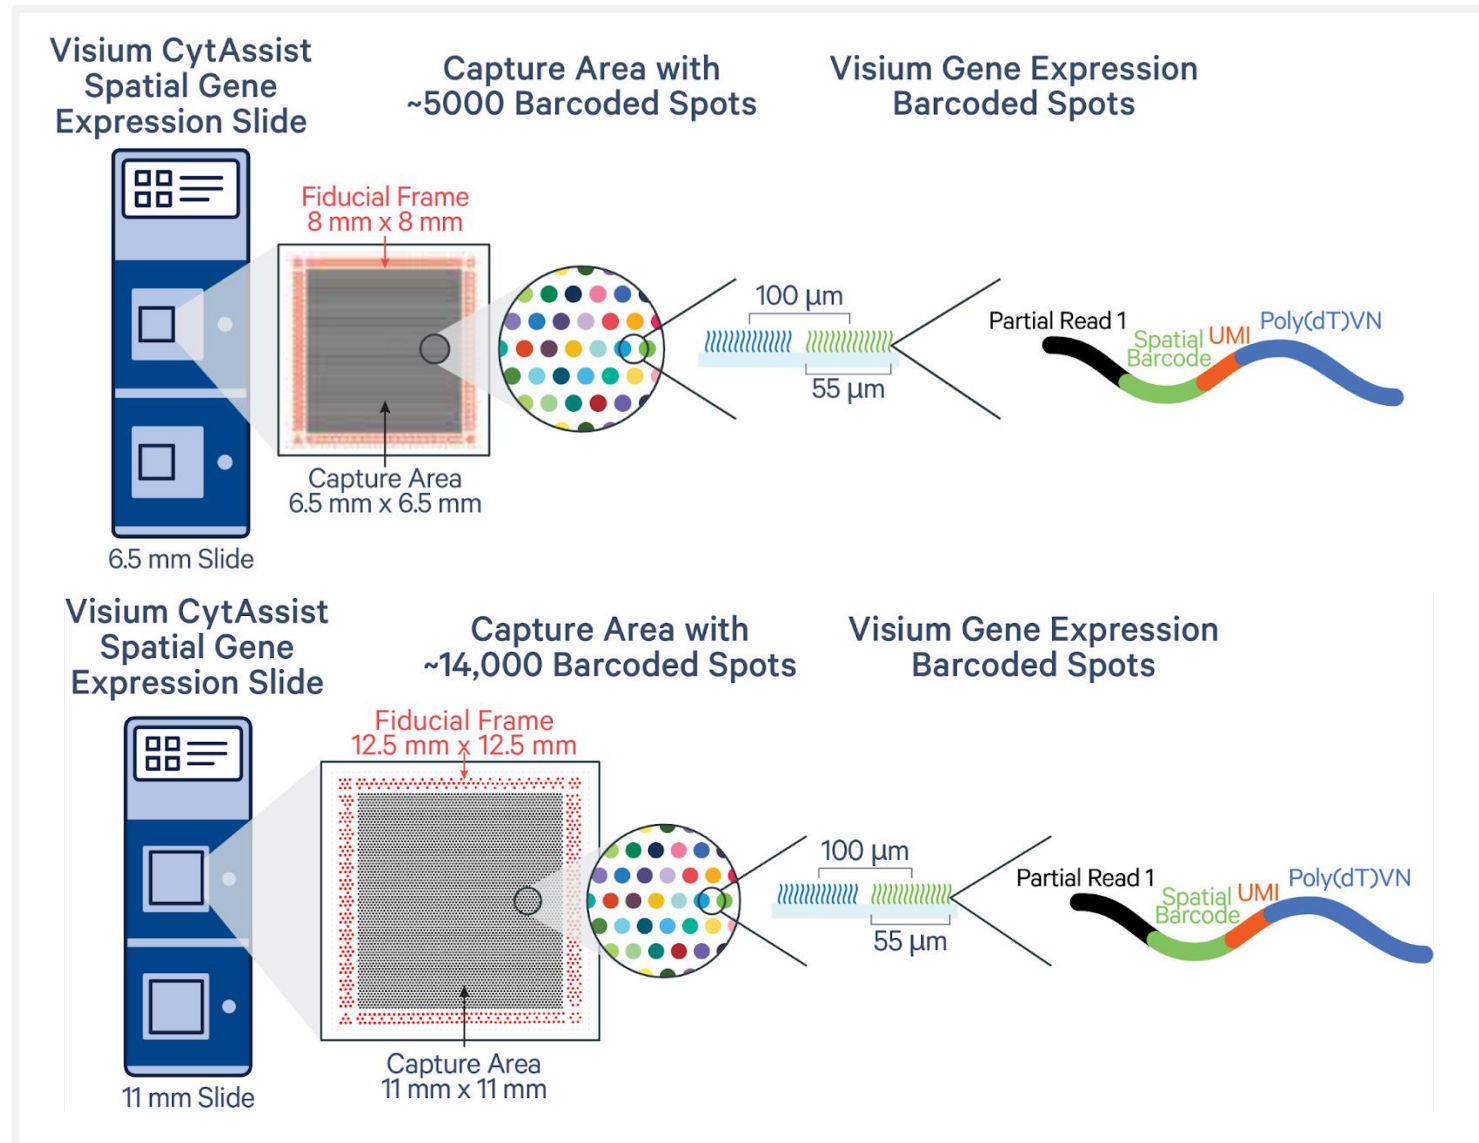 Visium CytAssist
Spatial Gene
Expression Slide
Capture Area with
~5000 Barcoded Spots
Visium Gene Expression
Barcoded Spots
Fiducial Frame
8 mm x 8 mm
100 µm
55 µm
Partial Read 1
Spatial
Barcode
UMI
Poly(dT)VN
Capture Area
6.5 mm x 6.5 mm
6.5 mm Slide
Visium CytAssist
Spatial Gene
Expression Slide
Capture Area with
~14,000 Barcoded Spots
Visium Gene Expression
Barcoded Spots
Fiducial Frame
12.5 mm x 12.5 mm
100 µm
55 µm
Partial Read 1
Spatial
Barcode
UMI
Poly(dT)VN
Capture Area
11 mm x 11 mm
11 mm Slide